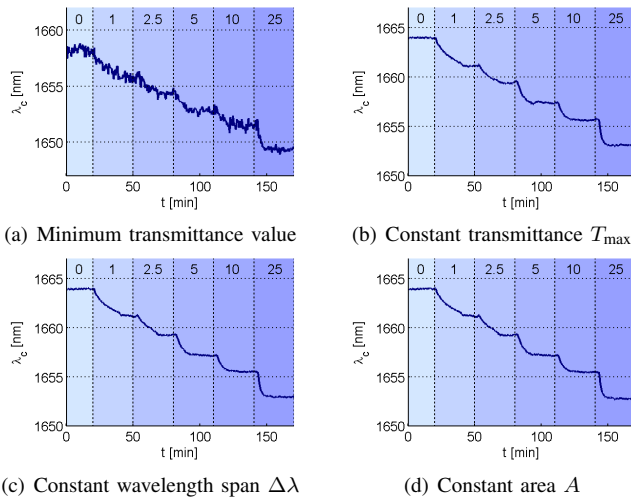 0 1 2.5 5 10 25
1660
1655
1650
λc [nm]
0 50 100 150
t [min]
(a) Minimum transmittance value
0 1 2.5 5 10 25
1665
1660
1655
1650
λc [nm]
0 50 100 150
t [min]
(b) Constant transmittance Tmax
0 1 2.5 5 10 25
1665
1660
1655
1650
λc [nm]
0 50 100 150
t [min]
(c) Constant wavelength span Δλ
0 1 2.5 5 10 25
1665
1660
1655
1650
λc [nm]
0 50 100 150
t [min]
(d) Constant area A